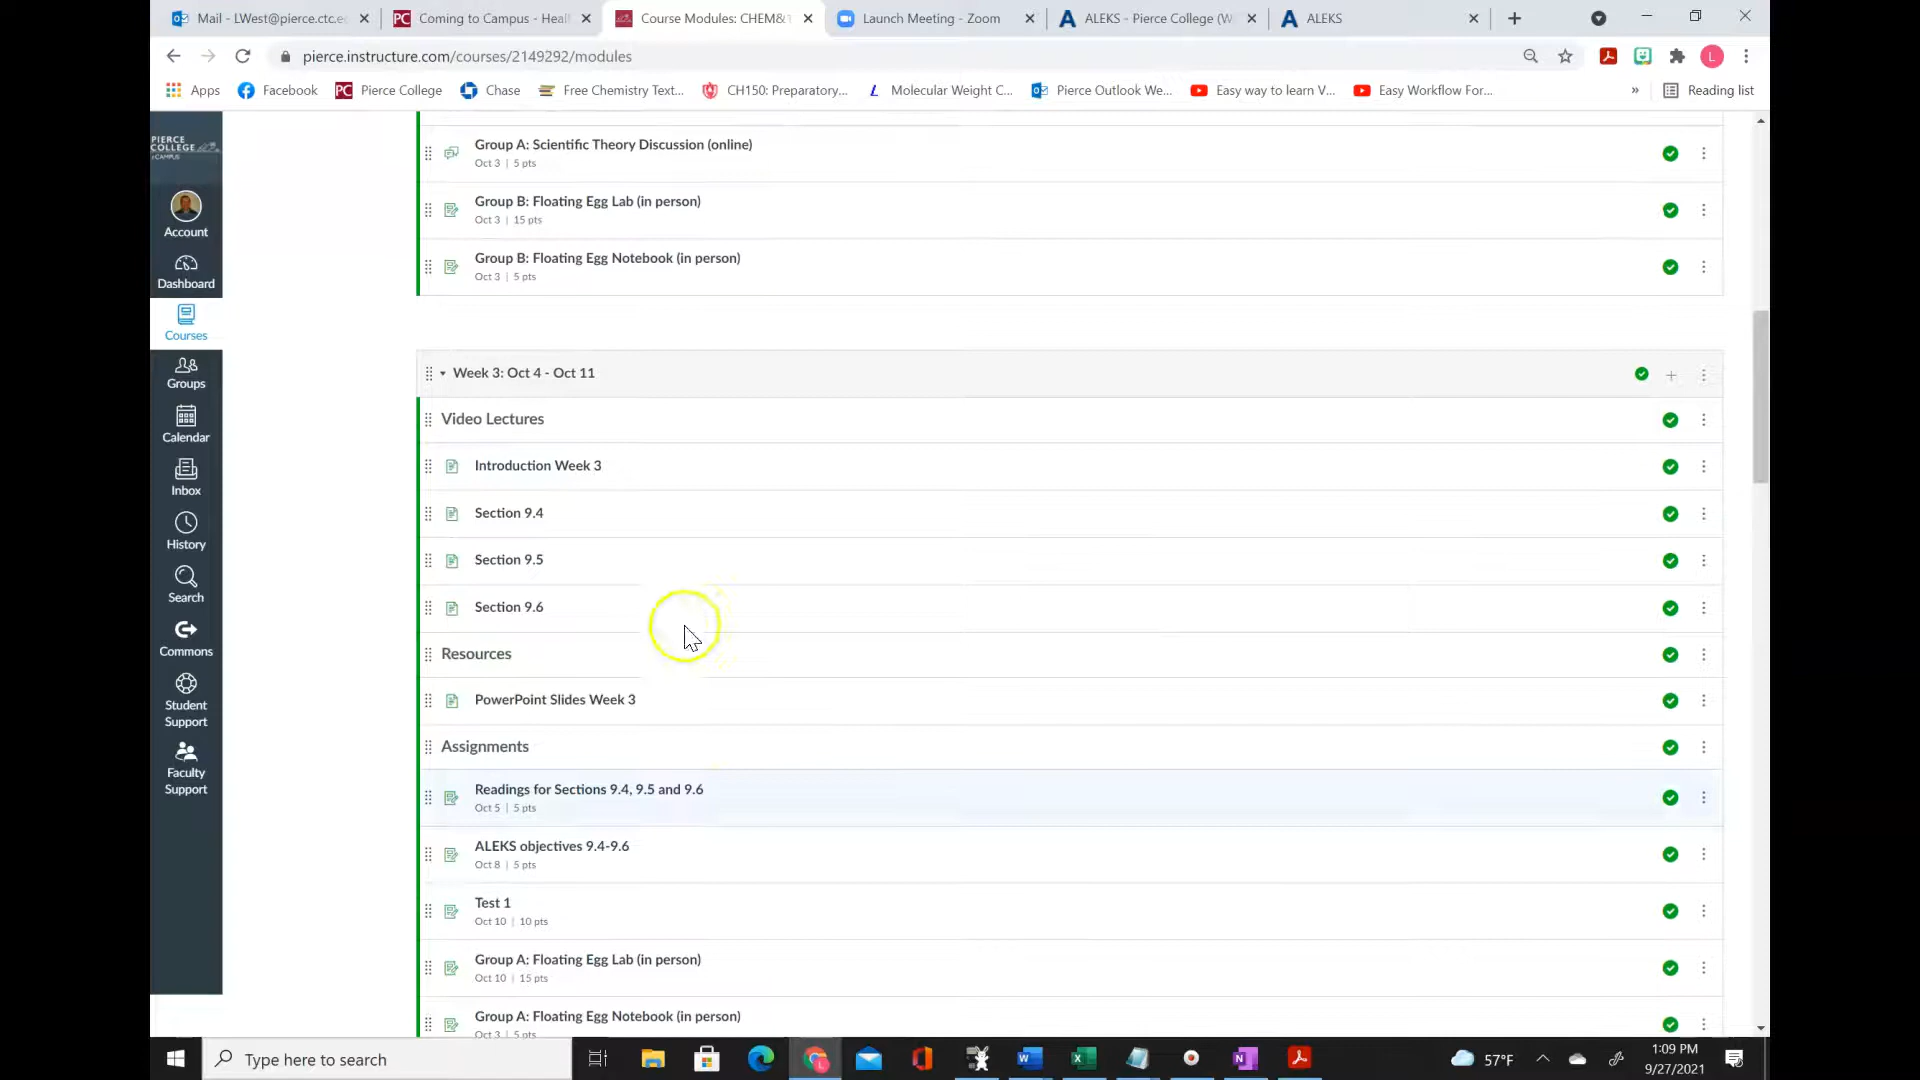 Mail - LWest@pierce.ctc.e
Coming to Campus - Heal
Course Modules: CHEM&
Launch Meeting - Zoom
ALEKS - Pierce College (W
ALEKS
pierce.instructure.com/courses/2149292/modules
L
Apps
Facebook
PC
Pierce College
Chase
Free Chemistry Text...
CH150: Preparatory...
Molecular Weight C...
Pierce Outlook We...
Easy way to learn V...
Easy Workflow For...
»
Reading list
PIERCE
COLLEGE
Account
Dashboard
Courses
Groups
Calendar
Inbox
History
Search
Commons
Student
Support
Faculty
Support
Group A: Scientific Theory Discussion (online)
Oct 3 | 5 pts
Group B: Floating Egg Lab (in person)
Oct 3 | 15 pts
Group B: Floating Egg Notebook (in person)
Oct 3 | 5 pts
Week 3: Oct 4 - Oct 11
Video Lectures
Introduction Week 3
Section 9.4
Section 9.5
Section 9.6
Resources
PowerPoint Slides Week 3
Assignments
Readings for Sections 9.4, 9.5 and 9.6
Oct 5 | 5 pts
ALEKS objectives 9.4-9.6
Oct 8 | 5 pts
Test 1
Oct 10 | 10 pts
Group A: Floating Egg Lab (in person)
Oct 10 | 15 pts
Group A: Floating Egg Notebook (in person)
Oct 3 | 5 pts
Type here to search
57°F
1:09 PM
9/27/2021